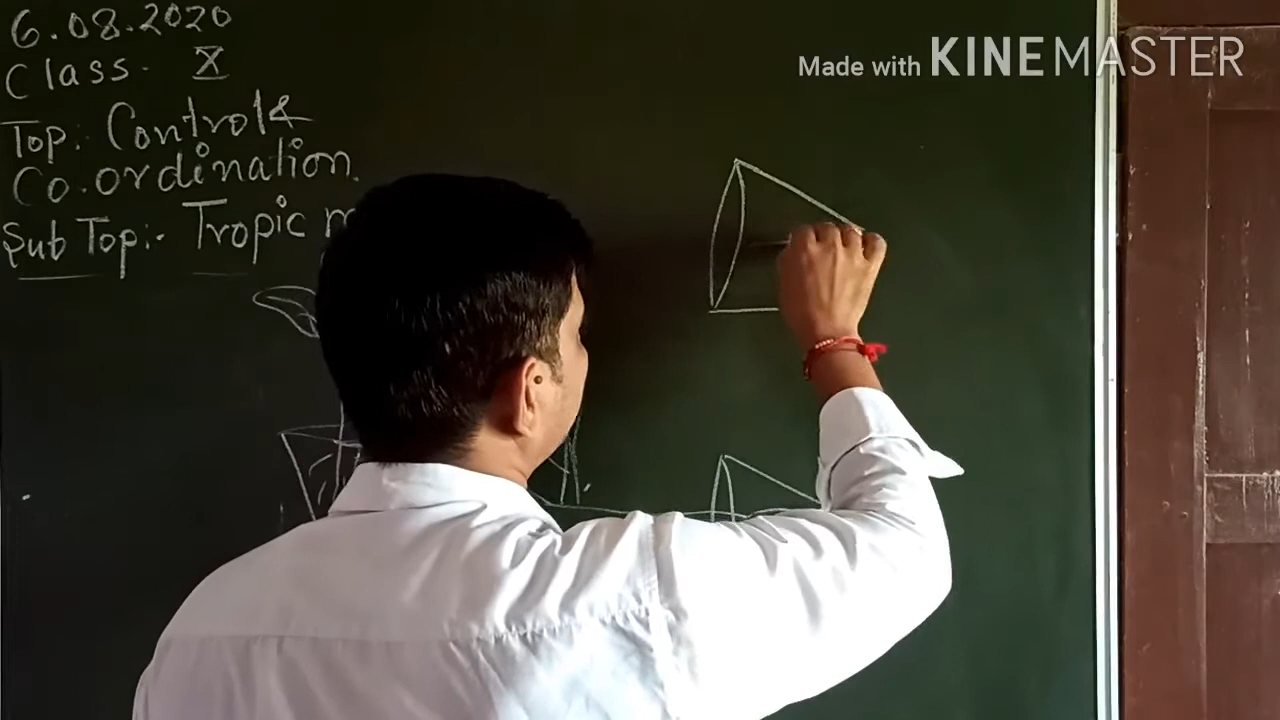 6.08.2020
Class- X
Top:- Control &
Co-ordination.
Sub Top:- Tropic
Made with KINEMASTER